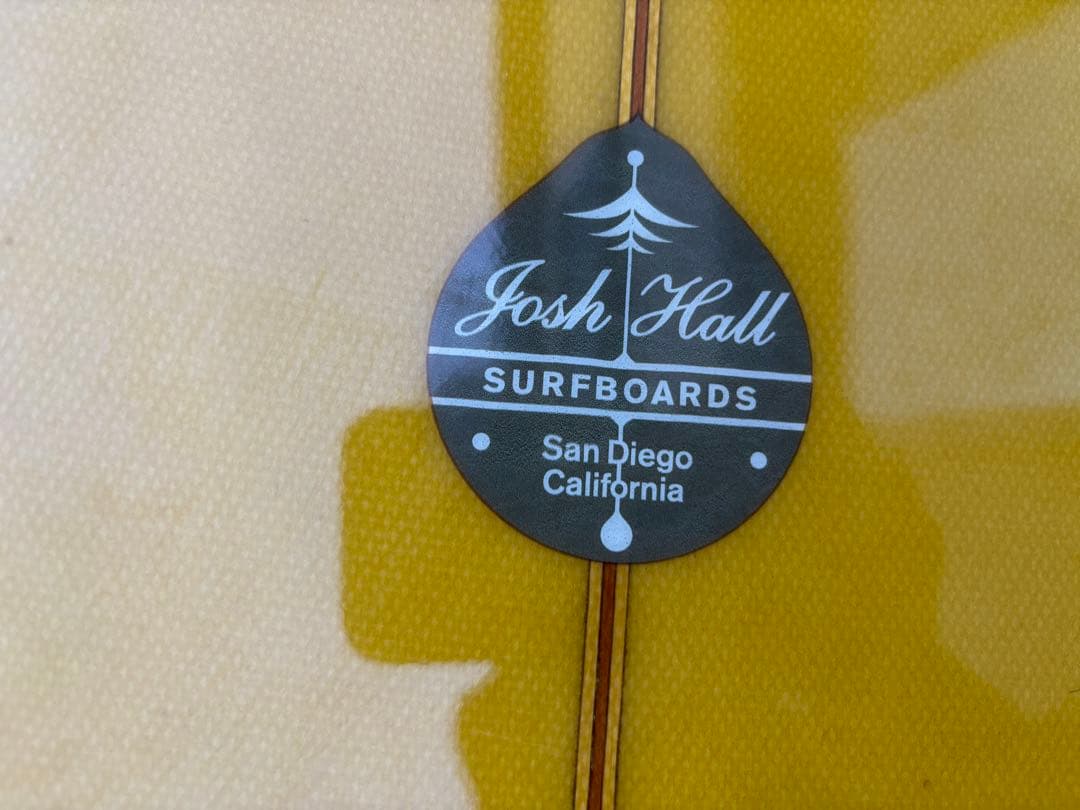 Josh Hall
SURFBOARDS
San Diego
California